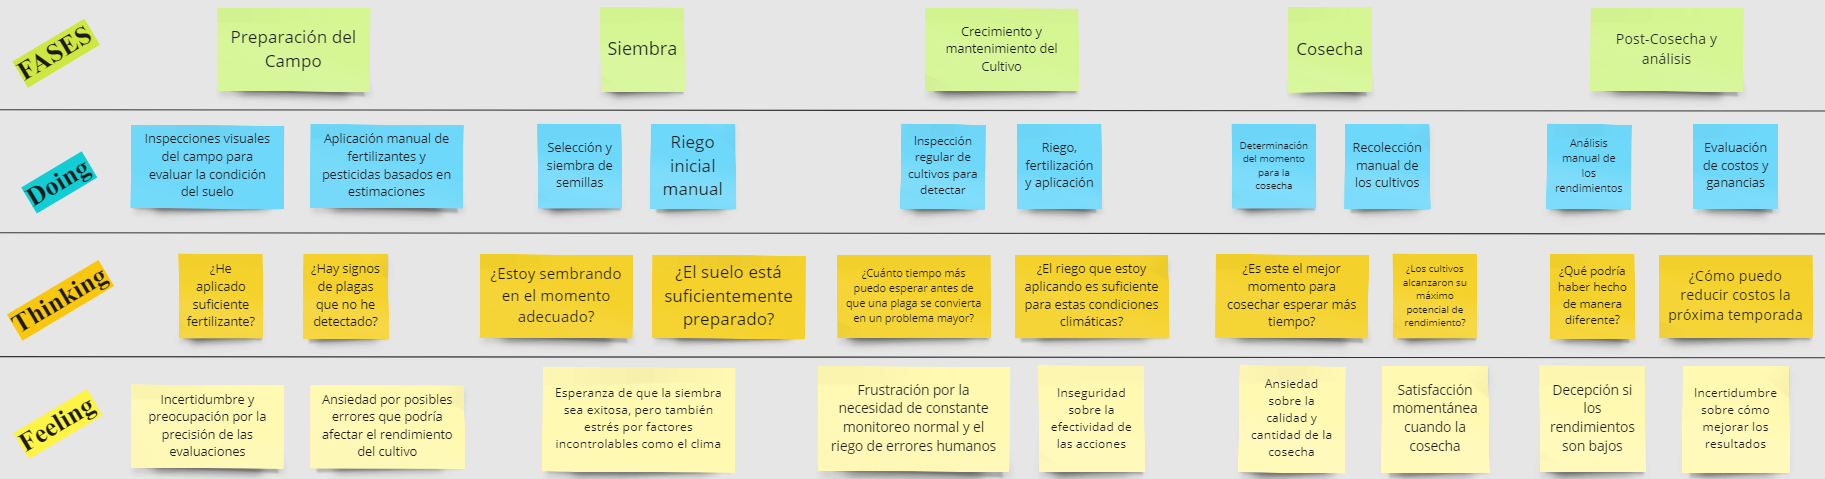 FASES
Preparación del
Campo
Siembra
Crecimiento y
mantenimiento del
Cultivo
Cosecha
Post-Cosecha y
análisis
Doing
Inspecciones visuales
del campo para
evaluar la condición
del suelo
Aplicación manual de
fertilizantes y
pesticidas basados en
estimaciones
Selección y
siembra de
semillas
Riego
inicial
manual
Inspección
regular de
cultivos para
detectar
Riego,
fertilización
y aplicación
Determinación
del momento
para la
cosecha
Recolección
manual de
los cultivos
Análisis
manual de
los
rendimientos
Evaluación
de costos y
ganancias
Thinking
¿He
aplicado
suficiente
fertilizante?
¿Hay signos
de plagas
que no he
detectado?
¿Estoy sembrando
en el momento
adecuado?
¿El suelo está
suficientemente
preparado?
¿Cuánto tiempo más
puedo esperar antes de
que una plaga se convierta
en un problema mayor?
¿El riego que estoy
aplicando es suficiente
para estas condiciones
climáticas?
¿Es este el mejor
momento para
cosechar esperar más
tiempo?
¿Los cultivos
alcanzaron su
máximo
potencial de
rendimiento?
¿Qué podría
haber hecho
de manera
diferente?
¿Cómo puedo
reducir costos la
próxima temporada
Feeling
Incertidumbre y
preocupación por la
precisión de las
evaluaciones
Ansiedad por posibles
errores que podría
afectar el rendimiento
del cultivo
Esperanza de que la siembra
sea exitosa, pero también
estrés por factores
incontrolables como el clima
Frustración por la
necesidad de constante
monitoreo normal y el
riego de errores humanos
Inseguridad
sobre la
efectividad de
las acciones
Ansiedad
sobre la
calidad y
cantidad de la
cosecha
Satisfacción
momentánea
cuando la
cosecha
Decepción si
los
rendimientos
son bajos
Incertidumbre
sobre cómo
mejorar los
resultados